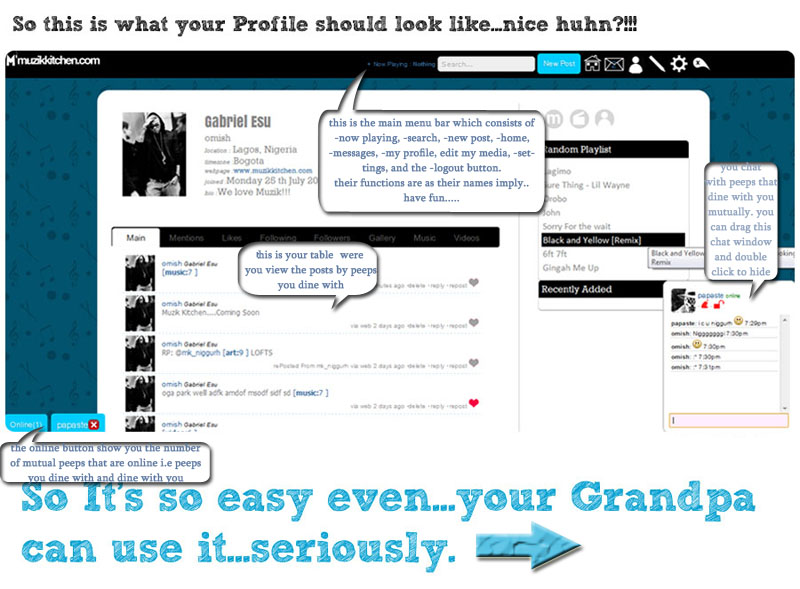 So this is what your Profile should look like...nice huhn?!!!
muzikkitchen.com
+ Now Playing : Nothing
Search...
New Post
this is the main menu bar which consists of
-now playing, -search, -new post, -home,
-messages, -my profile, edit my media, -set-
tings, and the -logout button.
their functions are as their names imply..
have fun.....
Gabriel Esu
omish
location : Lagos, Nigeria
timezone : Bogota
webpage : www.muzikkitchen.com
joined: Monday 25 th July 20
bio :We love Muzik!!!
Random Playlist
Lagimo
ure Thing - Lil Wayne
Orobo
John
Sorry For the wait
Black and Yellow [Remix]
6ft 7ft
Gingah Me Up
Black and Yellow
Remix
oking
Recently Added
you chat
with peeps that
dine with you
mutually. you
can drag this
chat window
and double
click to hide
Main
Mentions
Likes
Following
Followers
Gallery
Music
Videos
this is your table  were
you view the posts by peeps
you dine with
omish Gabriel Esu
[music:7 ]
utes ago -delete -reply -repost
omish Gabriel Esu
Muzik Kitchen.....Coming Soon
via web 2 days ago -delete -reply -repost
omish Gabriel Esu
RP: @mk_niggurh [art:9 ] LOFTS
rePosted From:mk_niggurh via web 2 days ago -delete -reply -repost
omish Gabriel Esu
oga park well adfk amdof msodf sdf sd [music:7 ]
via web 2 days ago -delete -reply -repost
omish Gabriel Esu
papaste online
papaste: i c u niggum 7:29pm
omish: Nigggggggi 7:30pm
omish: 7:30pm
omish: :* 7:30pm
omish: :* 7:31pm
Online(1)
papaste
the online button show you the number
of mutual peeps that are online i.e peeps
you dine with and dine with you
So It's so easy even...your Grandpa
can use it...seriously.